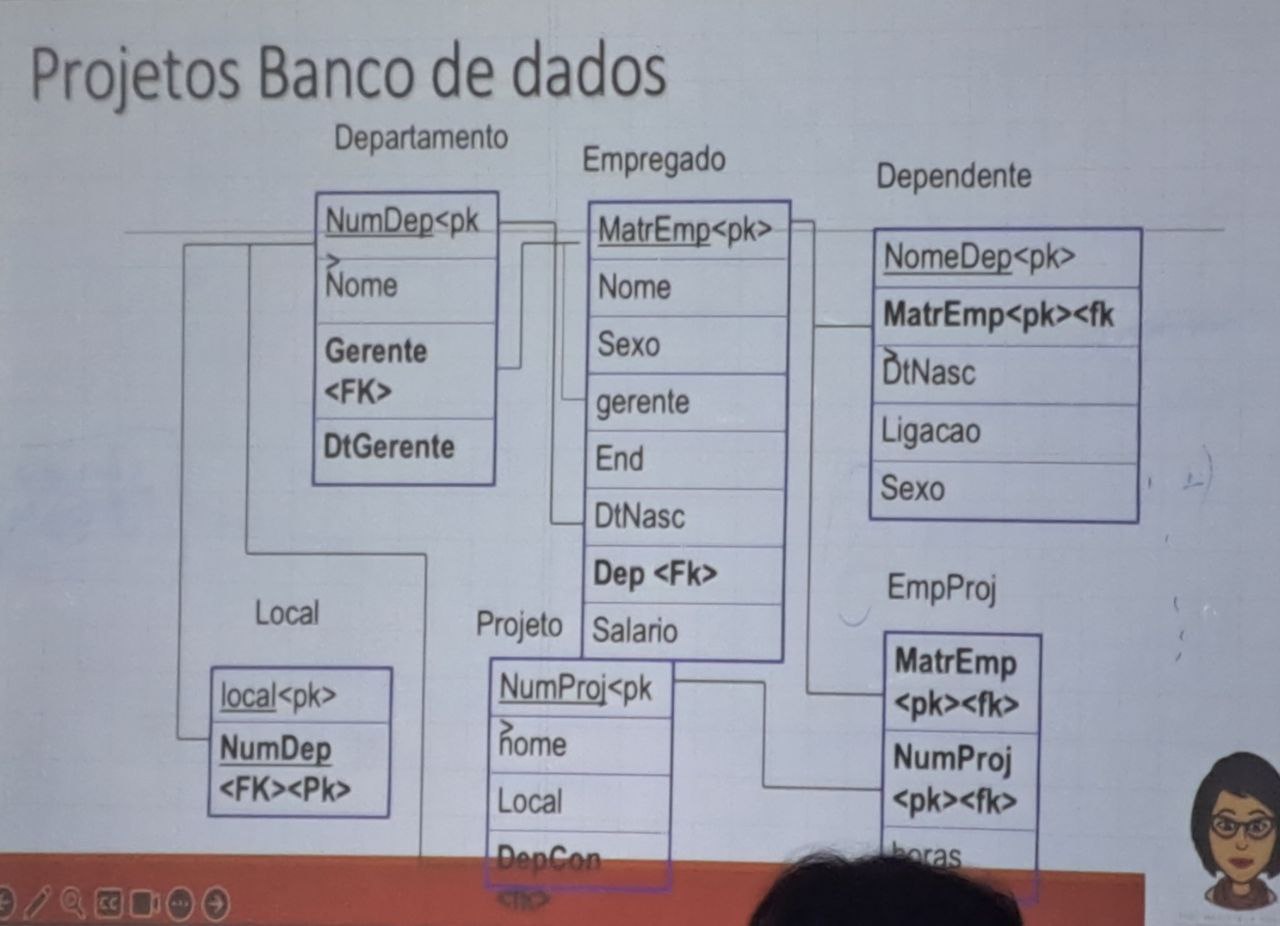 Projetos Banco de dados
Departamento
NumDep<pk
>
Nome
Gerente
<FK>
DtGerente
Empregado
MatrEmp<pk>
Nome
Sexo
gerente
End
DtNasc
Dep <Fk>
Salario
Dependente
NomeDep<pk>
MatrEmp<pk><fk
>
DtNasc
Ligacao
Sexo
Local
local<pk>
NumDep
<FK><Pk>
Projeto
NumProj<pk
>
nome
Local
DepCon
<fk>
EmpProj
MatrEmp
<pk><fk>
NumProj
<pk><fk>
horas
CC